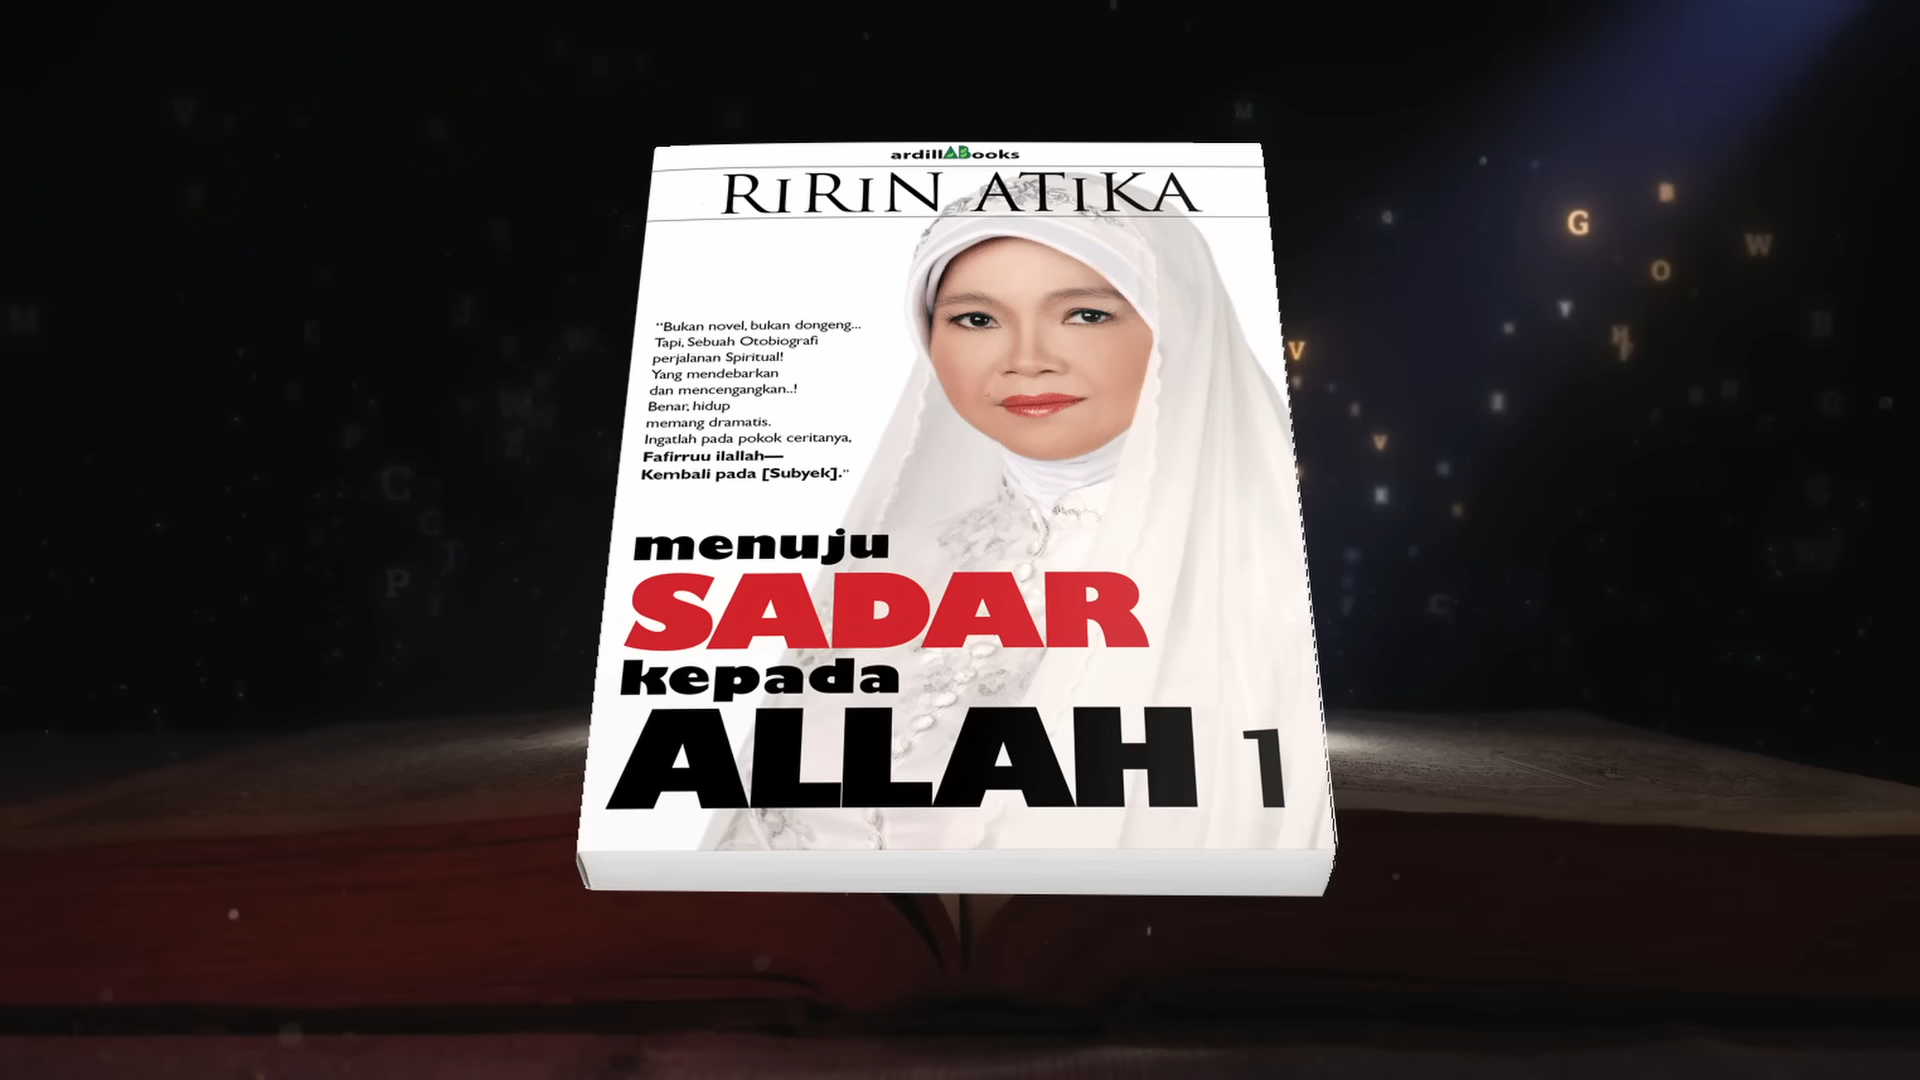 ardillABooks
RIRIN ATIKA
"Bukan novel, bukan dongeng...
Tapi, Sebuah Otobiografi
perjalanan Spiritual!
Yang mendebarkan
dan mencengangkan..!
Benar, hidup
memang dramatis.
Ingatlah pada pokok ceritanya,
Fafirruu ilallah—
Kembali pada [Subyek]."
menuju
SADAR
kepada
ALLAH 1